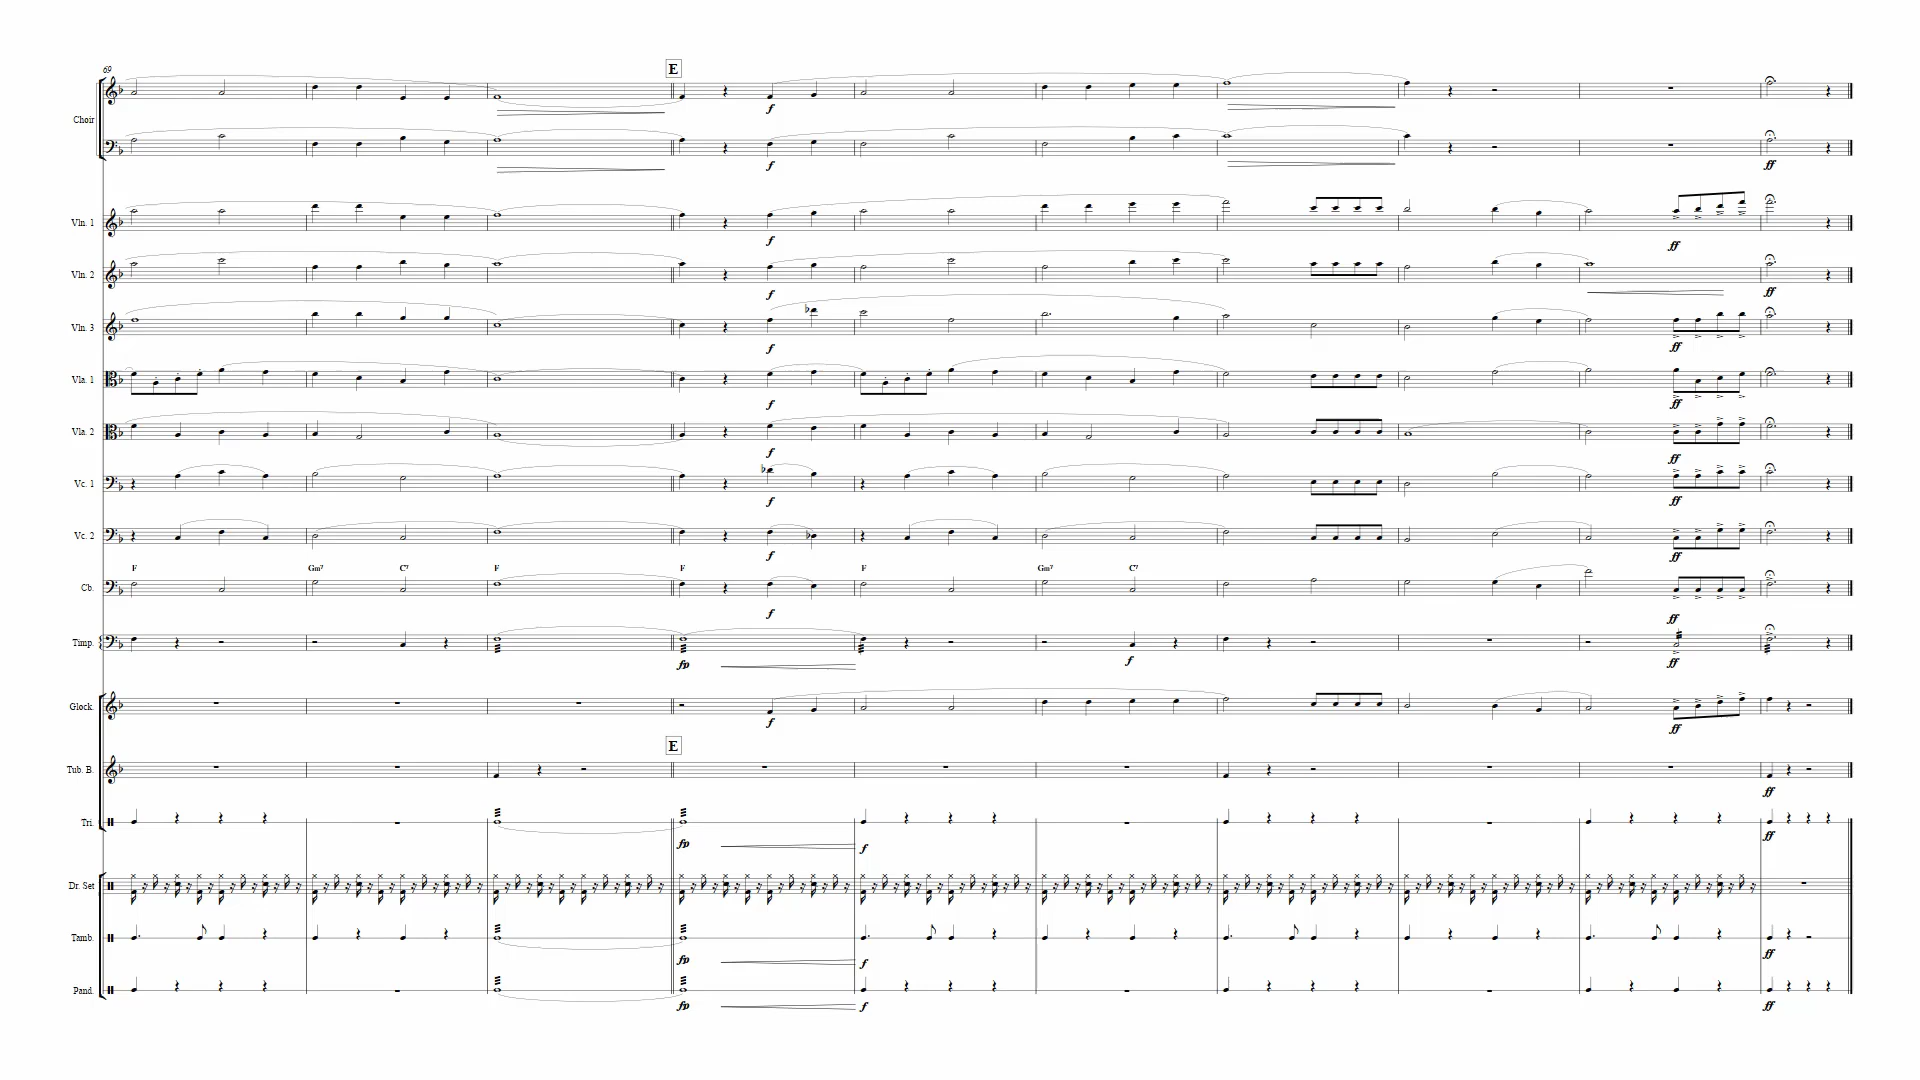 69
E
Choir
f
f
ff
Vln. 1
f
ff
Vln. 2
f
ff
Vln. 3
f
ff
Vla. 1
f
ff
Vla. 2
f
ff
Vc. 1
f
ff
Vc. 2
f
ff
F Gm7 C7 F F F Gm7 C7
Cb.
f
ff
Timp.
fp f ff
Glock.
f
ff
E
Tub. B.
ff
Tri.
fp f ff
Dr. Set
Tamb.
fp f ff
Pand.
fp f ff